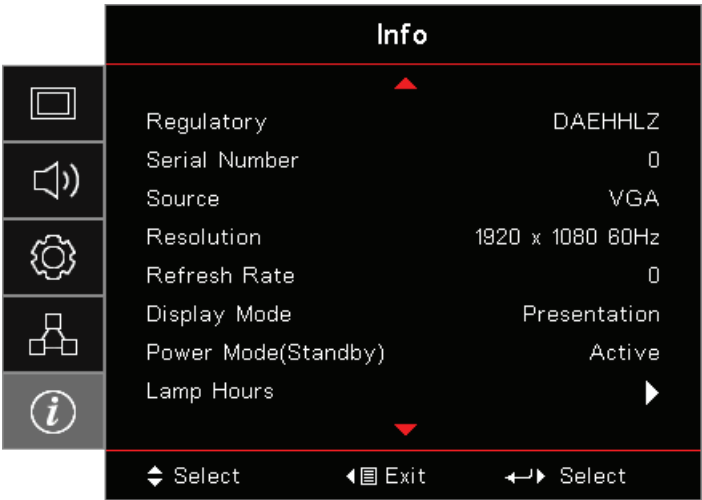 Info
Regulatory DAEHHLZ
Serial Number 0
Source VGA
Resolution 1920 x 1080 60Hz
Refresh Rate 0
Display Mode Presentation
Power Mode(Standby) Active
Lamp Hours
Select Exit Select